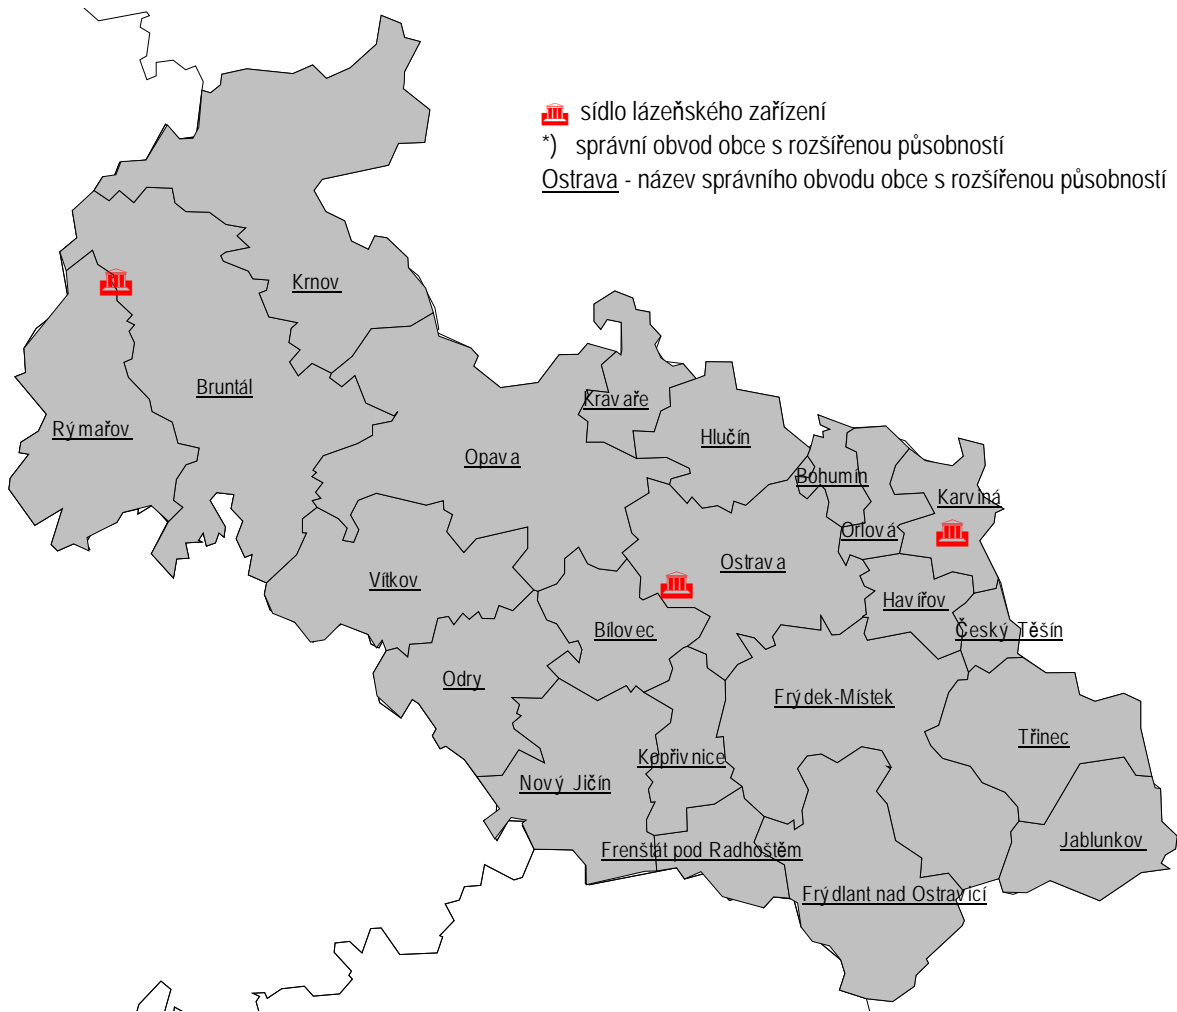 sídlo lázeňského zařízení
*) správní obvod obce s rozšířenou působností
Ostrava - název správního obvodu obce s rozšířenou působností
Krnov
Bruntál
Kravaře
Rýmařov
Hlučín
Opava
Bohumín
Karviná
Orlová
Ostrava
Vítkov
Havířov
Bílovec
Český Těšín
Odry
Frýdek-Místek
Třinec
Kopřivnice
Nový Jičín
Jablunkov
Frenštát pod Radhoštěm
Frýdlant nad Ostravicí